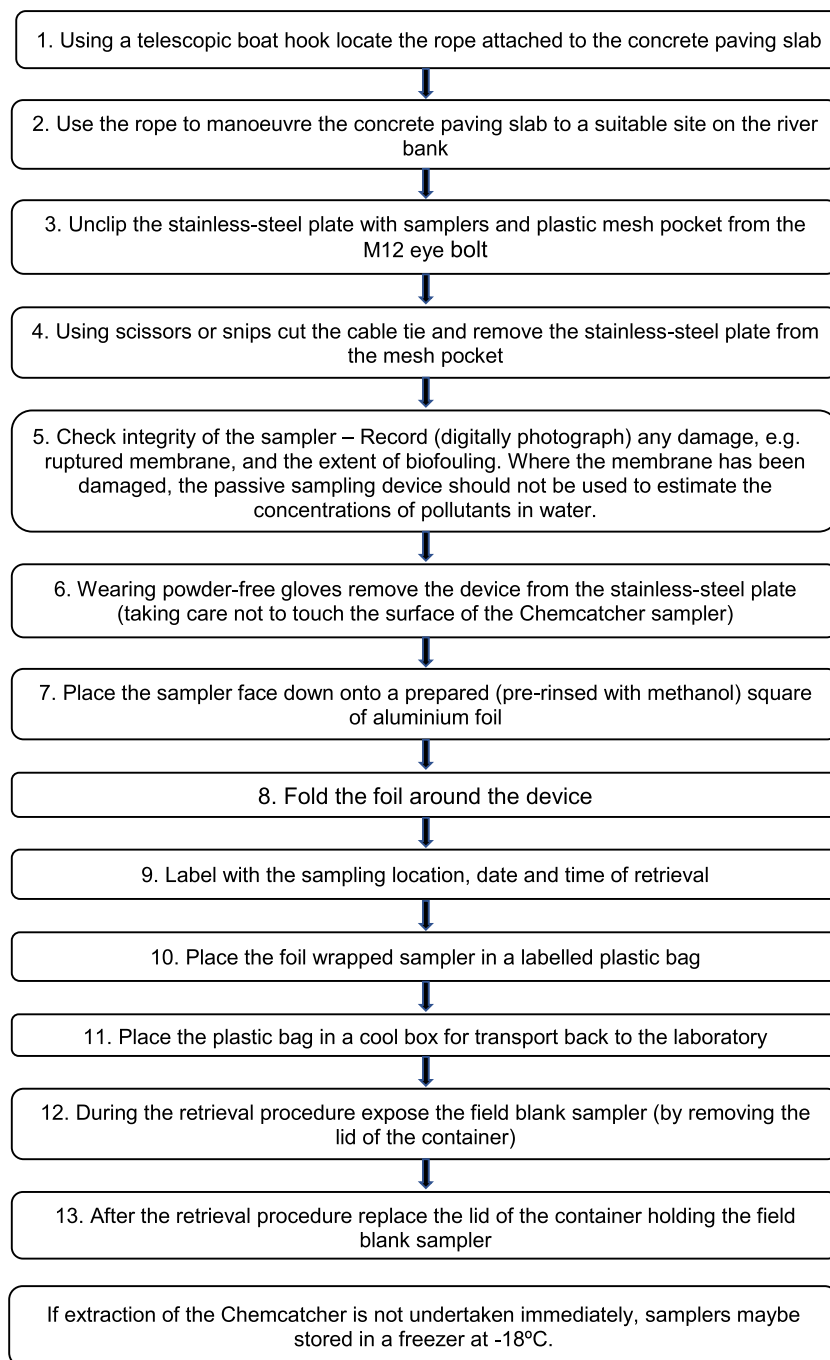 1. Using a telescopic boat hook locate the rope attached to the concrete paving slab
2. Use the rope to manoeuvre the concrete paving slab to a suitable site on the river
bank
3. Unclip the stainless-steel plate with samplers and plastic mesh pocket from the
M12 eye bolt
4. Using scissors or snips cut the cable tie and remove the stainless-steel plate from
the mesh pocket
5. Check integrity of the sampler – Record (digitally photograph) any damage, e.g.
ruptured membrane, and the extent of biofouling. Where the membrane has been
damaged, the passive sampling device should not be used to estimate the
concentrations of pollutants in water.
6. Wearing powder-free gloves remove the device from the stainless-steel plate
(taking care not to touch the surface of the Chemcatcher sampler)
7. Place the sampler face down onto a prepared (pre-rinsed with methanol) square
of aluminium foil
8. Fold the foil around the device
9. Label with the sampling location, date and time of retrieval
10. Place the foil wrapped sampler in a labelled plastic bag
11. Place the plastic bag in a cool box for transport back to the laboratory
12. During the retrieval procedure expose the field blank sampler (by removing the
lid of the container)
13. After the retrieval procedure replace the lid of the container holding the field
blank sampler
If extraction of the Chemcatcher is not undertaken immediately, samplers maybe
stored in a freezer at -18ºC.